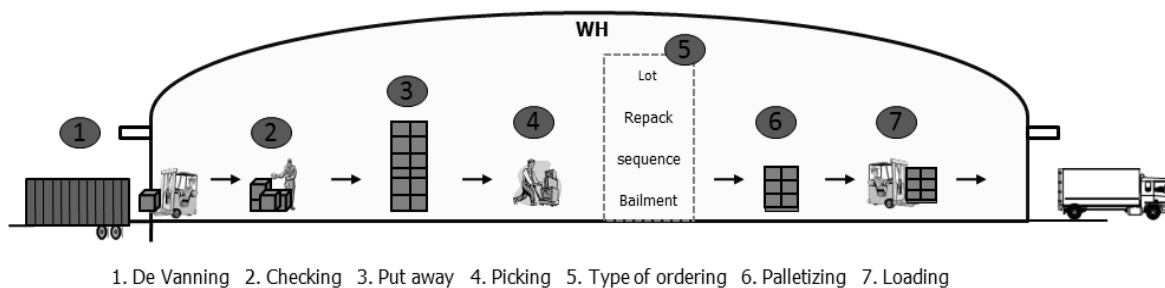 WH
5
Lot
3
1
2
4
Repack
6
7
sequence
Bailment
1. De Vanning 2. Checking 3. Put away 4. Picking 5. Type of ordering 6. Palletizing 7. Loading